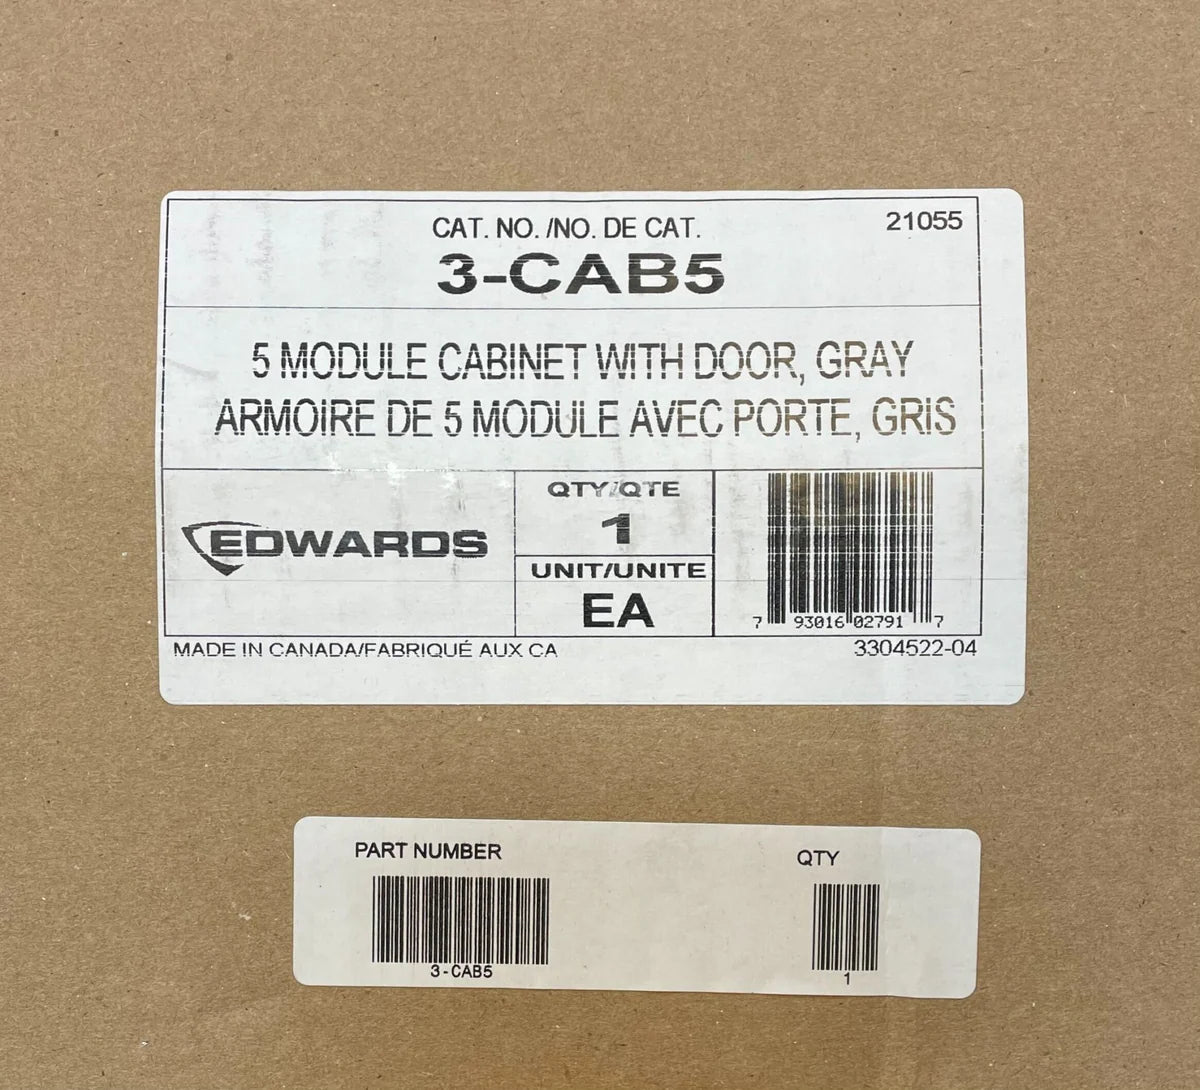 CAT. NO. /NO. DE CAT.
21055
3-CAB5
5 MODULE CABINET WITH DOOR, GRAY
ARMOIRE DE 5 MODULE AVEC PORTE, GRIS
EDWARDS
QTY/QTE
1
UNIT/UNITE
EA
7 93016 02791 7
MADE IN CANADA/FABRIQUÉ AUX CA
3304522-04
PART NUMBER
QTY
3-CAB5
1